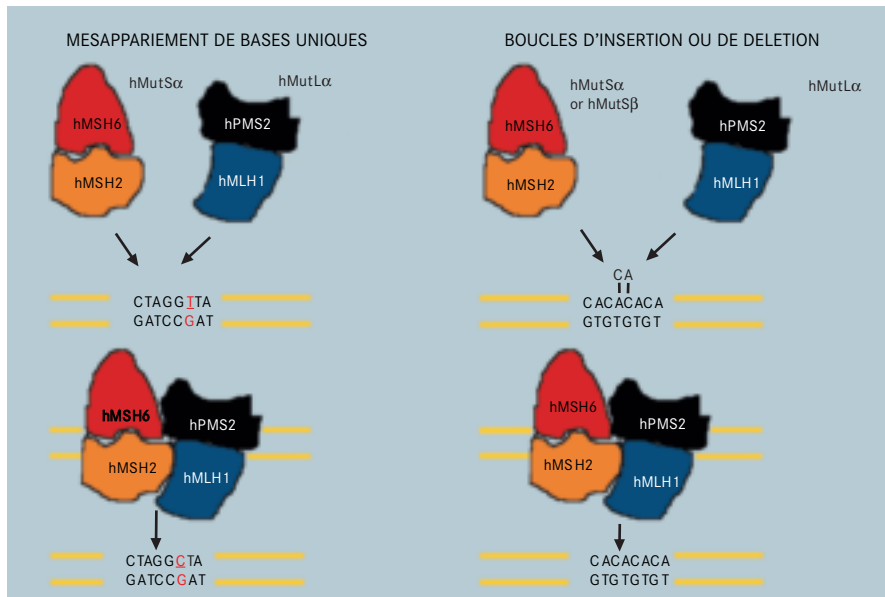 MESAPPARIEMENT DE BASES UNIQUES
hMutSα
hMutLα
hMSH6
hPMS2
hMSH2
hMLH1
CTAGGTTA
GATCCGAT
hMSH6
hPMS2
hMSH2
hMLH1
CTAGGCTA
GATCCGAT
BOUCLES D'INSERTION OU DE DELETION
hMutSα
or hMutSβ
hMutLα
hMSH6
hPMS2
hMSH2
hMLH1
CA
CACACACA
GTGTGTGT
hMSH6
hPMS2
hMSH2
hMLH1
CACACACA
GTGTGTGT